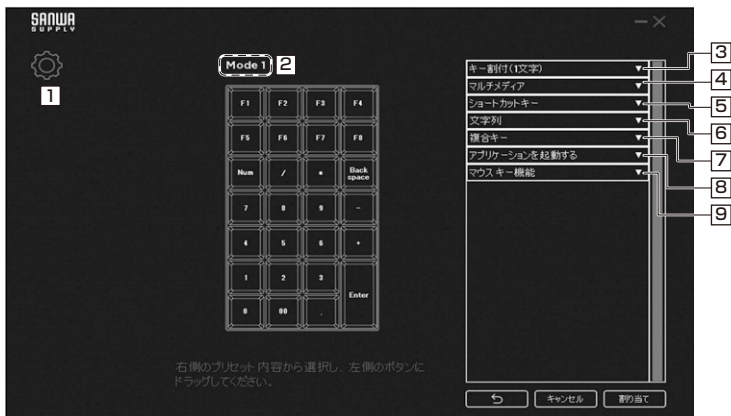 SANWA
SUPPLY
1
Mode 1 2
F1 F2 F3 F4
F5 F6 F7 F8
Num / * Back space
7 8 9 -
4 5 6 +
1 2 3
Enter
0 00 .
右側のプリセット内容から選択し、左側のボタンに
ドラッグしてください。
キー割付(1文字) ▼ 3
マルチメディア ▼ 4
ショートカットキー ▼ 5
文字列 ▼ 6
複合キー ▼ 7
アプリケーションを起動する ▼ 8
マウスキー機能 ▼ 9
キャンセル 割り当て